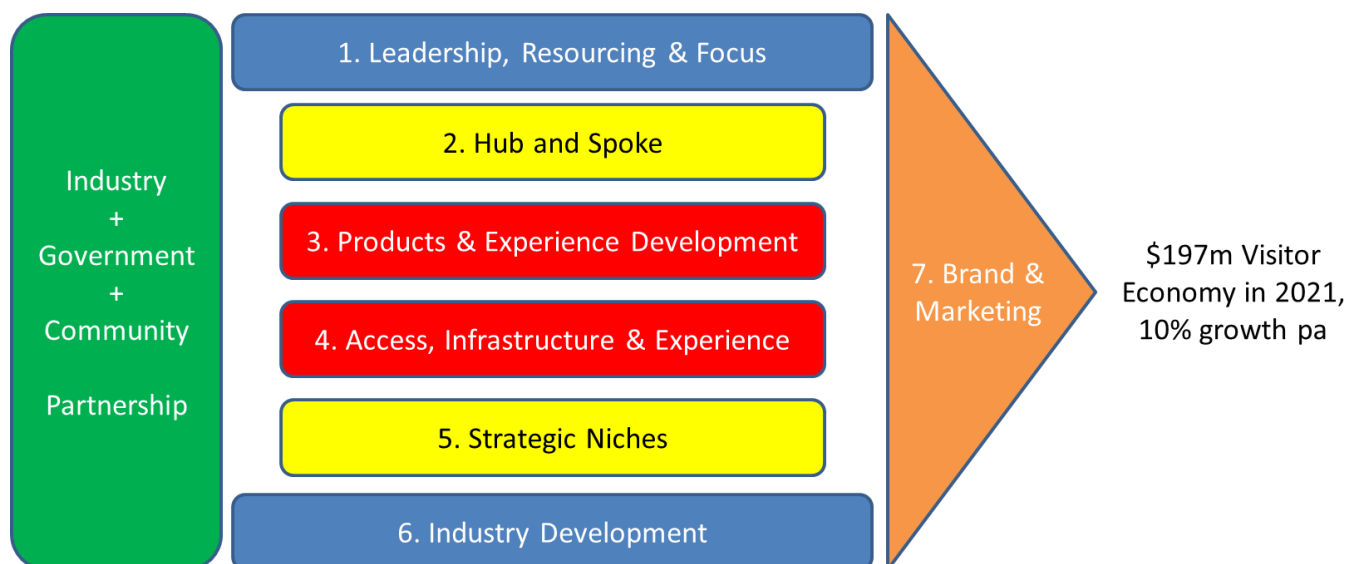 Industry
+
Government
+
Community
Partnership
1. Leadership, Resourcing & Focus
2. Hub and Spoke
3. Products & Experience Development
4. Access, Infrastructure & Experience
5. Strategic Niches
6. Industry Development
7. Brand &
Marketing
$197m Visitor
Economy in 2021,
10% growth pa